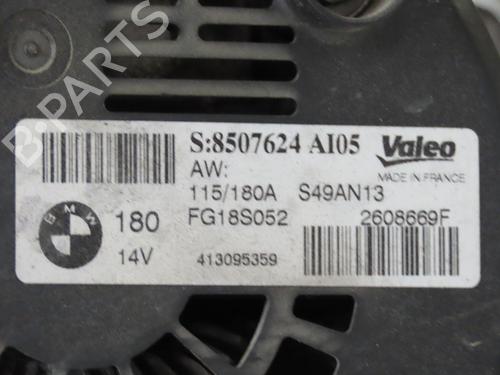 S:8507624 AI05
Valeo
AW:
MADE IN FRANCE
115/180A S49AN13
BMW
180
FG18S052
2608669F
14V
413095359
B-PARTS